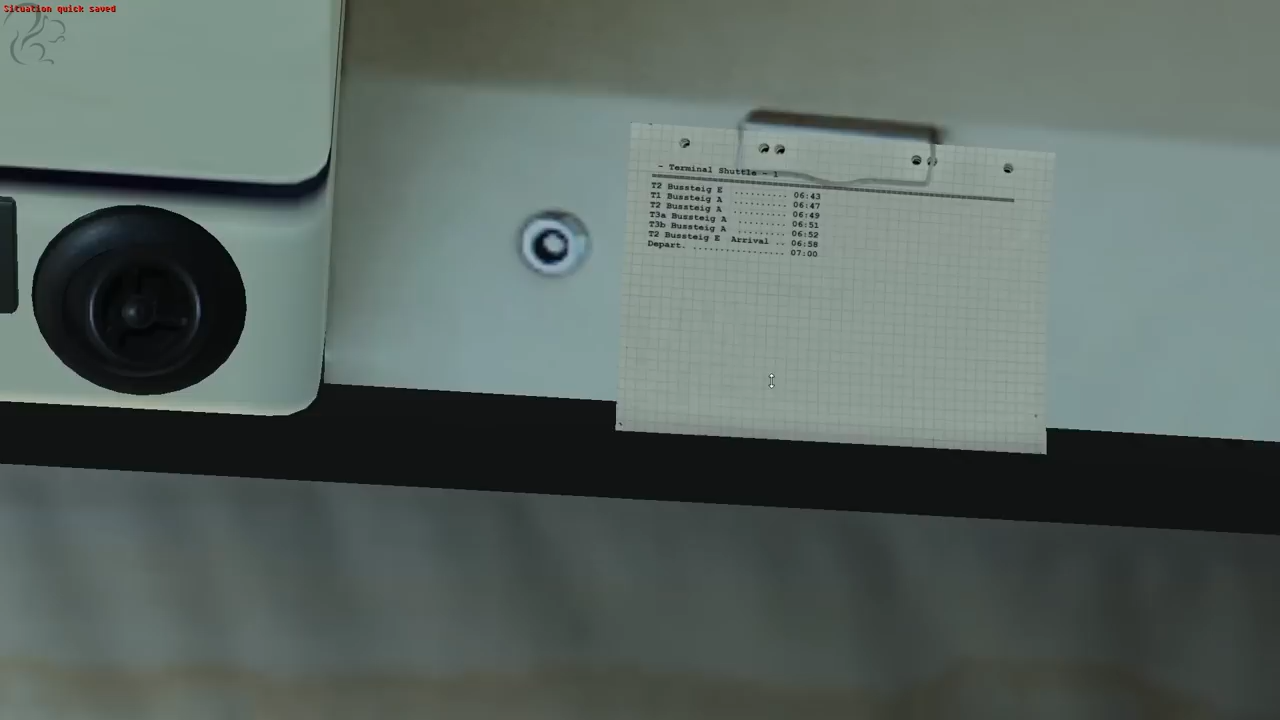 Situation quick saved
- Terminal Shuttle - 1
T2 Bussteig E ......... 06:43
T1 Bussteig A ......... 06:47
T2 Bussteig A ......... 06:49
T3a Bussteig A ........ 06:51
T3b Bussteig A ........ 06:52
T2 Bussteig E Arrival .. 06:58
Depart. ............... 07:00